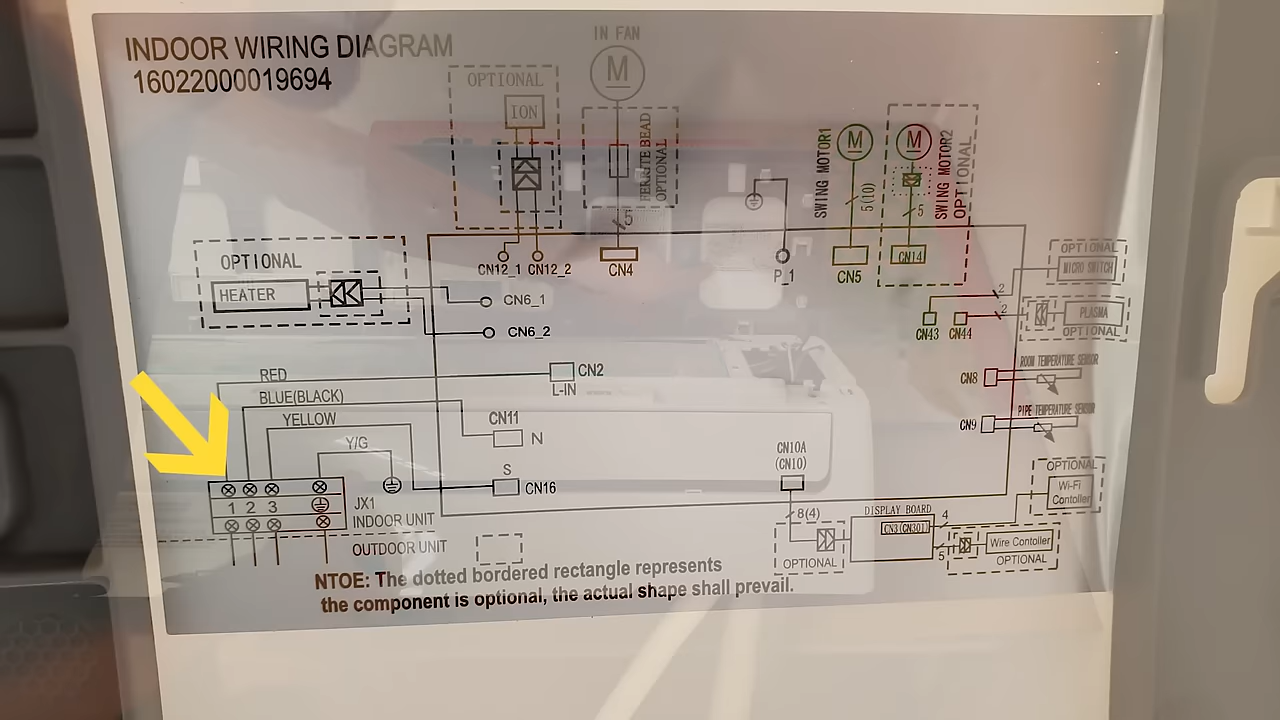 INDOOR WIRING DIAGRAM
16022000019694
IN FAN
M
OPTIONAL
ION
FERRITE BEAD
OPTIONAL
5
SWING MOTOR1
M
5(10)
M
SWING MOTOR2
OPTIONAL
5
CN12_1 CN12_2
CN4
P_1
CN5
CN14
OPTIONAL
HEATER
CN6_1
CN6_2
OPTIONAL
MICRO SWITCH
2
PLASMA
OPTIONAL
2
CN43 CN44
ROOM TEMPERATURE SENSOR
CN8
PIPE TEMPERATURE SENSOR
CN9
RED
CN2
L-IN
BLUE(BLACK)
CN11
N
YELLOW
Y/G
S
CN16
CN10A
(CN10)
1 2 3
JX1
INDOOR UNIT
OUTDOOR UNIT
8(4)
OPTIONAL
DISPLAY BOARD
CN3(CN301)
4
5
OPTIONAL
Wi-Fi
Contoller
Wire Contoller
OPTIONAL
NTOE: The dotted bordered rectangle represents
the component is optional, the actual shape shall prevail.